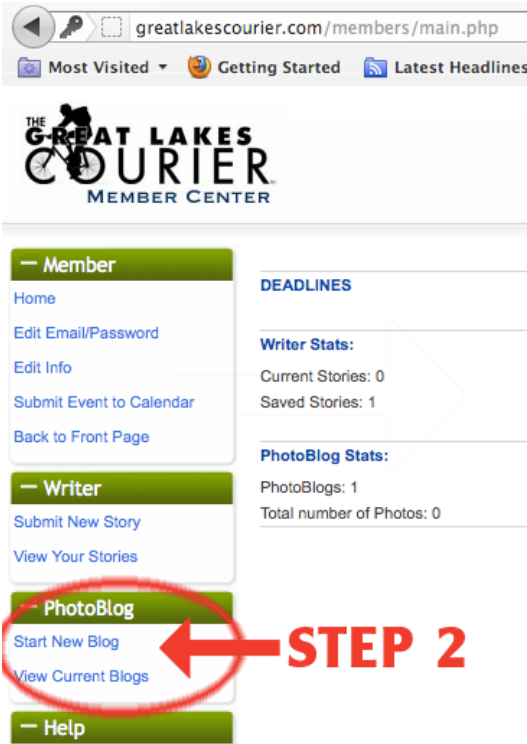 greatlakescourier.com/members/main.php
Most Visited Getting Started Latest Headlines
THE
GREAT LAKES
COURIER
MEMBER CENTER
— Member
Home
Edit Email/Password
Edit Info
Submit Event to Calendar
Back to Front Page
— Writer
Submit New Story
View Your Stories
— PhotoBlog
Start New Blog
View Current Blogs
— Help
DEADLINES
Writer Stats:
Current Stories: 0
Saved Stories: 1
PhotoBlog Stats:
PhotoBlogs: 1
Total number of Photos: 0
STEP 2